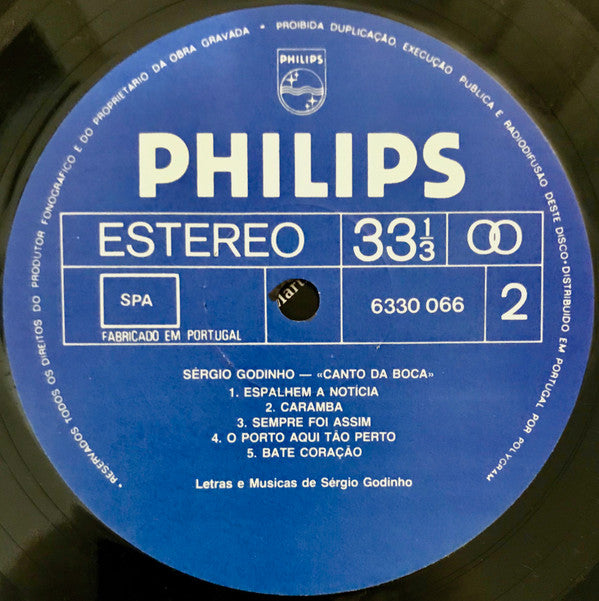 • RESERVADOS TODOS OS DIREITOS DO PRODUTOR FONOGRÁFICO E DO PROPRIETÁRIO DA OBRA GRAVADA • PROIBIDA DUPLICAÇÃO, EXECUÇÃO PÚBLICA E RADIODIFUSÃO DESTE DISCO • DISTRIBUIDO EM PORTUGAL POR POLYGRAM •
PHILIPS
PHILIPS
ESTEREO 33 1/3
SPA 6330 066 2
FABRICADO EM PORTUGAL
SÉRGIO GODINHO — «CANTO DA BOCA»
1. ESPALHEM A NOTÍCIA
2. CARAMBA
3. SEMPRE FOI ASSIM
4. O PORTO AQUI TÃO PERTO
5. BATE CORAÇÃO
Letras e Musicas de Sérgio Godinho